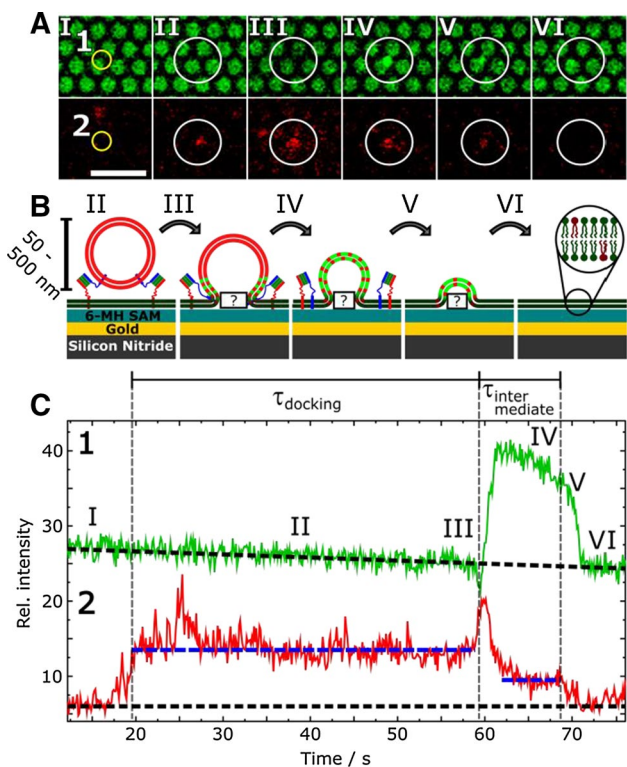 A
I II III IV V VI
1
2
B
II III IV V VI
50 -
500 nm
? ? ?
6-MH SAM
Gold
Silicon Nitride
τdocking
τinter
mediate
C
1
2
I II III IV V VI
Rel. intensity
40
30
20
10
20 30 40 50 60 70
Time / s